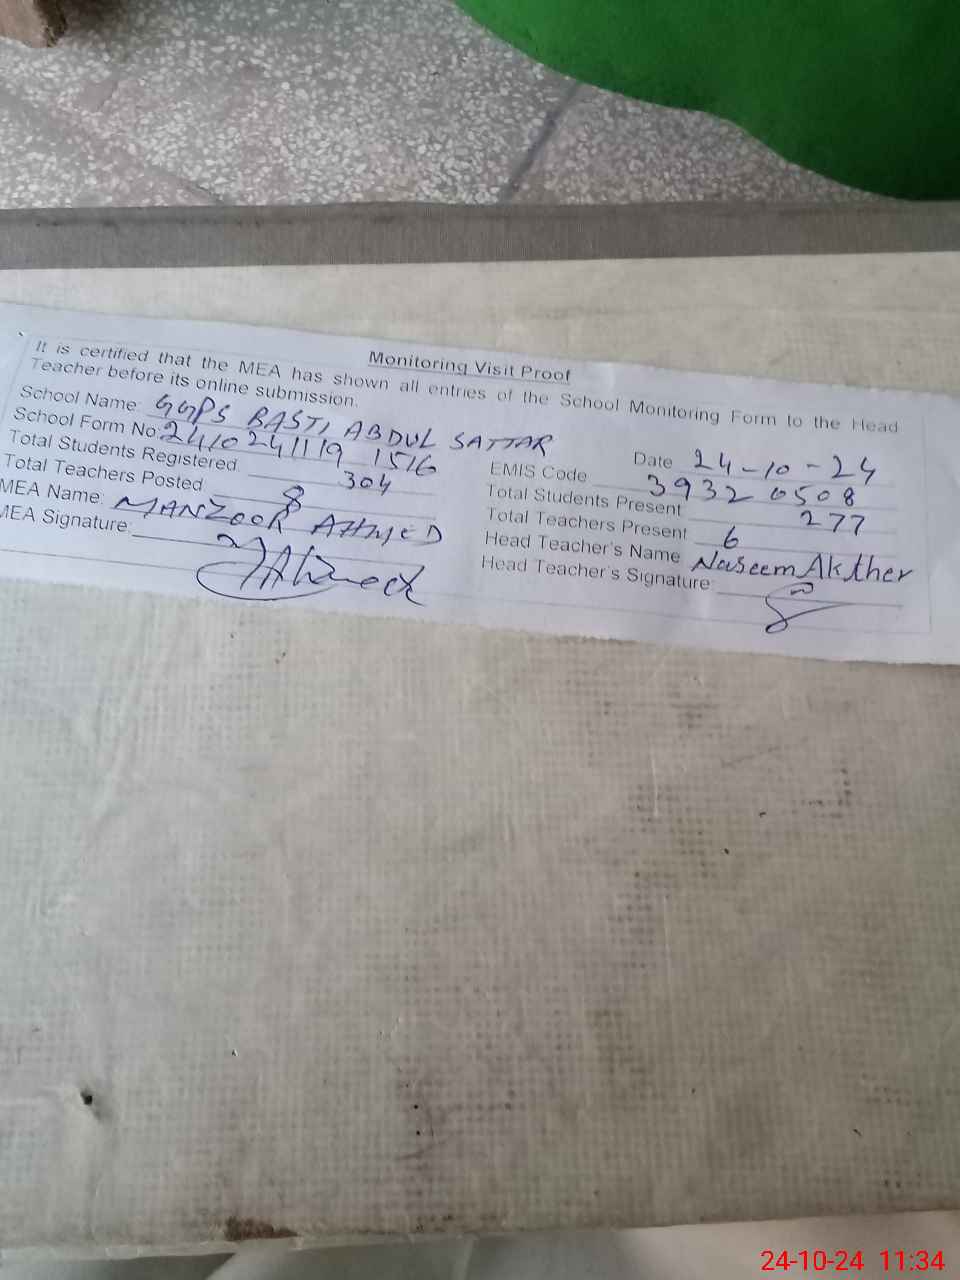 Monitoring Visit Proof
It is certified that the MEA has shown all entries of the School Monitoring Form to the Head
Teacher before its online submission.
School Name: GGPS BASTI ABDUL SATTAR Date 24-10-24
School Form No: 2410241119 1516 EMIS Code 39320508
Total Students Registered 304 Total Students Present 277
Total Teachers Posted: 8 Total Teachers Present 6
MEA Name: MANZOOR AHMED Head Teacher's Name Naseem Akther
MEA Signature: Head Teacher's Signature:
24-10-24 11:34